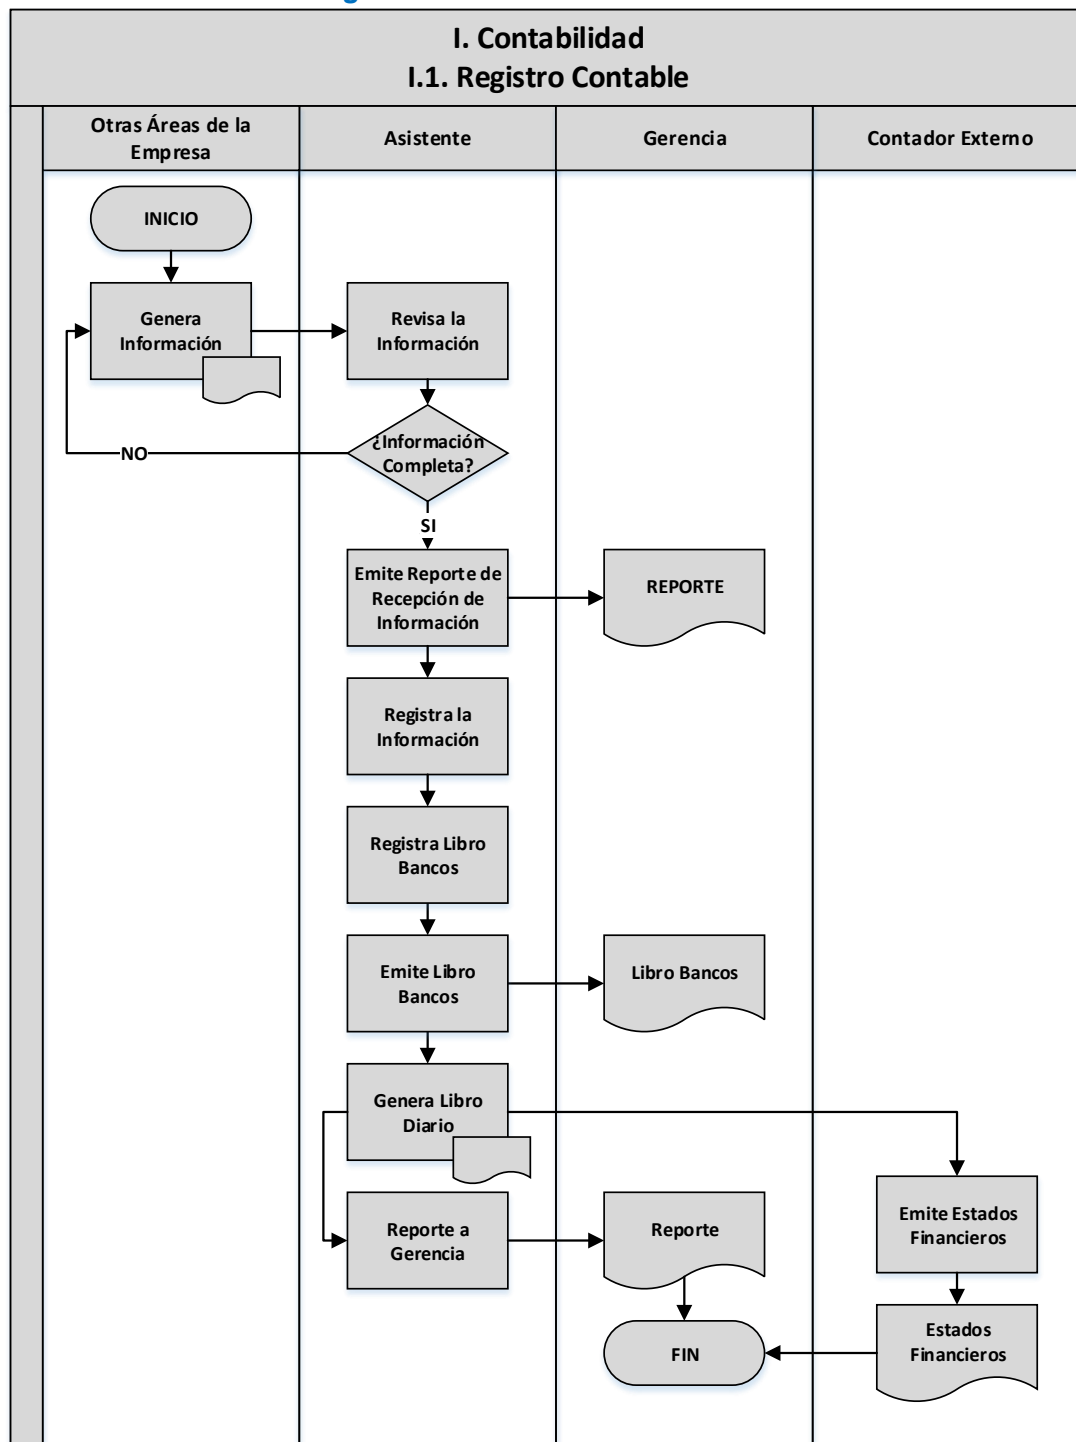 I. Contabilidad
I.1. Registro Contable
Otras Áreas de la
Empresa
Asistente
Gerencia
Contador Externo
INICIO
Genera
Información
Revisa la
Información
¿Información
Completa?
NO
SI
Emite Reporte de
Recepción de
Información
REPORTE
Registra la
Información
Registra Libro
Bancos
Emite Libro
Bancos
Libro Bancos
Genera Libro
Diario
Reporte a
Gerencia
Reporte
Emite Estados
Financieros
Estados
Financieros
FIN